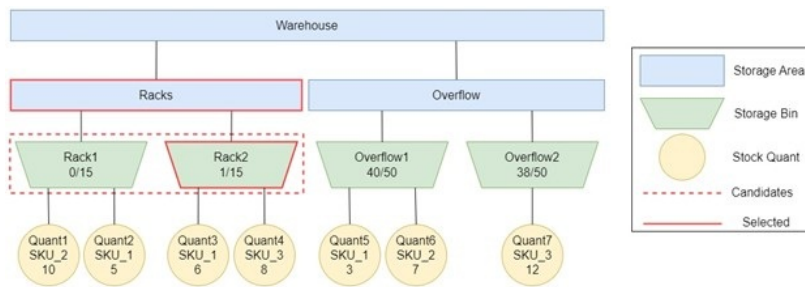 Warehouse
Racks
Overflow
Rack1
0/15
Rack2
1/15
Overflow1
40/50
Overflow2
38/50
Quant1
SKU_2
10
Quant2
SKU_1
5
Quant3
SKU_1
6
Quant4
SKU_3
8
Quant5
SKU_1
3
Quant6
SKU_2
7
Quant7
SKU_3
12
Storage Area
Storage Bin
Stock Quant
Candidates
Selected